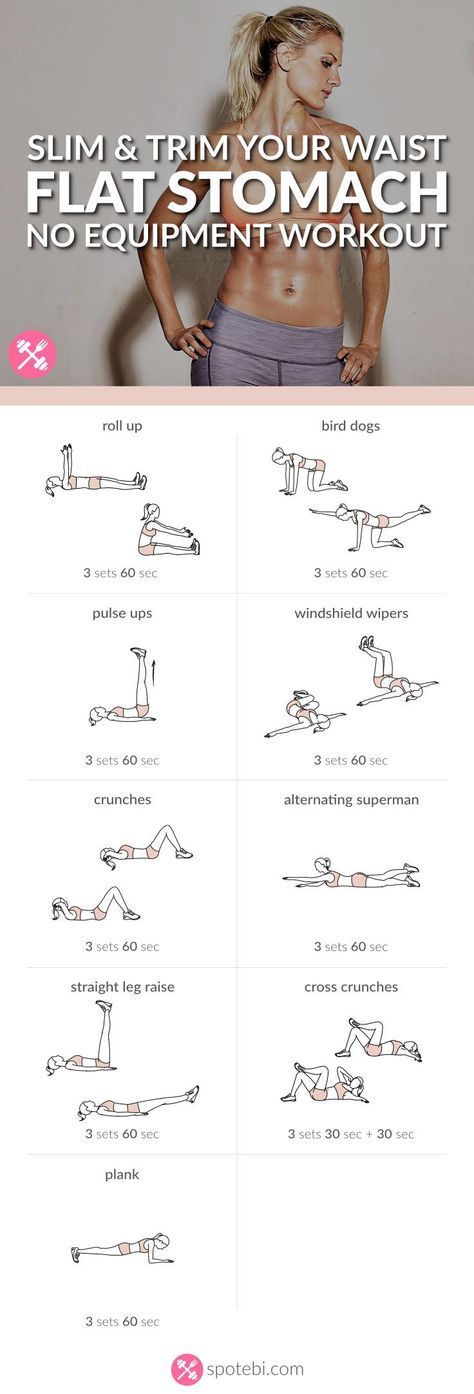 SLIM & TRIM YOUR WAIST
FLAT STOMACH
NO EQUIPMENT WORKOUT
roll up
3 sets 60 sec
bird dogs
3 sets 60 sec
pulse ups
3 sets 60 sec
windshield wipers
3 sets 60 sec
crunches
3 sets 60 sec
alternating superman
3 sets 60 sec
straight leg raise
3 sets 60 sec
cross crunches
3 sets 30 sec + 30 sec
plank
3 sets 60 sec
spotebi.com